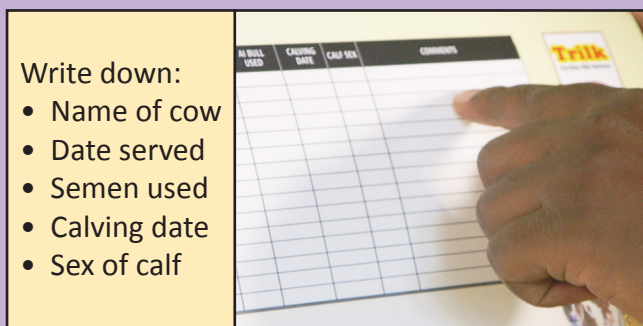 Write down:
• Name of cow
• Date served
• Semen used
• Calving date
• Sex of calf
AI BULL USED
CALVING DATE
CALF SEX
COMMENTS
Trilk